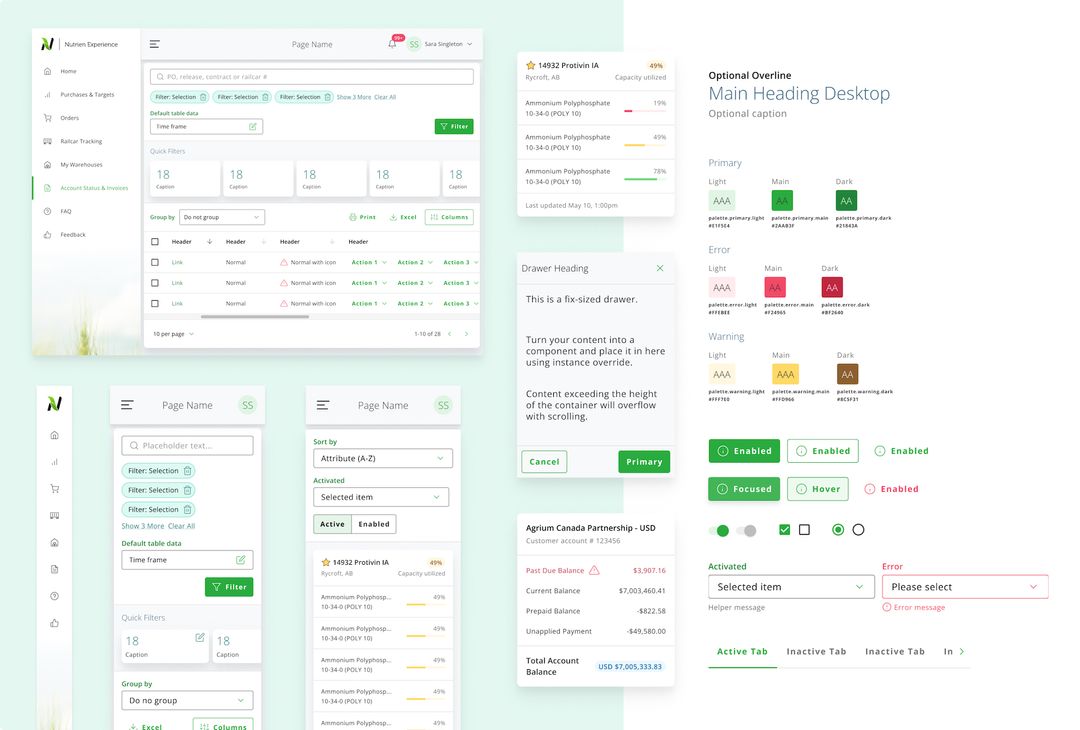 Nutrien Experience
Home
Purchases & Targets
Orders
Railcar Tracking
My Warehouses
Account Status & Invoices
FAQ
Feedback
Page Name
99+
SS
Sara Singleton
PO, release, contract or railcar #
Filter: Selection
Filter: Selection
Filter: Selection
Show 3 More Clear All
Default table data
Time frame
Filter
Quick Filters
18
Caption
18
Caption
18
Caption
18
Caption
18
Caption
Group by
Do not group
Print
Excel
Columns
Header Header Header Header
Link Normal Normal with icon Action 1 Action 2 Action 3
Link Normal Normal with icon Action 1 Action 2 Action 3
Link Normal Normal with icon Action 1 Action 2 Action 3
10 per page
1-10 of 28
Page Name
SS
Placeholder text...
Filter: Selection
Filter: Selection
Filter: Selection
Show 3 More Clear All
Default table data
Time frame
Filter
Quick Filters
18
Caption
18
Caption
Group by
Do no group
Excel
Columns
Page Name
SS
Sort by
Attribute (A-Z)
Activated
Selected item
Active
Enabled
14932 Protivin IA 49%
Rycroft, AB Capacity utilized
Ammonium Polyphosp... 49%
10-34-0 (POLY 10)
Ammonium Polyphosp... 49%
10-34-0 (POLY 10)
Ammonium Polyphosp... 49%
10-34-0 (POLY 10)
Ammonium Polyphosp... 49%
10-34-0 (POLY 10)
Ammonium Polyphosp... 49%
14932 Protivin IA 49%
Rycroft, AB Capacity utilized
Ammonium Polyphosphate 19%
10-34-0 (POLY 10)
Ammonium Polyphosphate 49%
10-34-0 (POLY 10)
Ammonium Polyphosphate 78%
10-34-0 (POLY 10)
Last updated May 10, 1:00pm
Drawer Heading
This is a fix-sized drawer.
Turn your content into a
component and place it in here
using instance override.
Content exceeding the height
of the container will overflow
with scrolling.
Cancel
Primary
Agrium Canada Partnership - USD
Customer account # 123456
Past Due Balance $3,907.16
Current Balance $7,003,460.41
Prepaid Balance -$822.58
Unapplied Payment -$49,580.00
Total Account
Balance
USD $7,005,333.83
Optional Overline
Main Heading Desktop
Optional caption
Primary
Light Main Dark
AAA AA AA
palette.primary.light palette.primary.main palette.primary.dark
#E1F5E4 #2AAB3F #21843A
Error
Light Main Dark
AAA AA AA
palette.error.light palette.error.main palette.error.dark
#FFEBEE #F24965 #BF2640
Warning
Light Main Dark
AAA AAA AA
palette.warning.light palette.warning.main palette.warning.dark
#FFF7E0 #FFD966 #8C5F31
Enabled
Enabled
Enabled
Focused
Hover
Enabled
Activated
Selected item
Helper message
Error
Please select
Error message
Active Tab
Inactive Tab
Inactive Tab
In